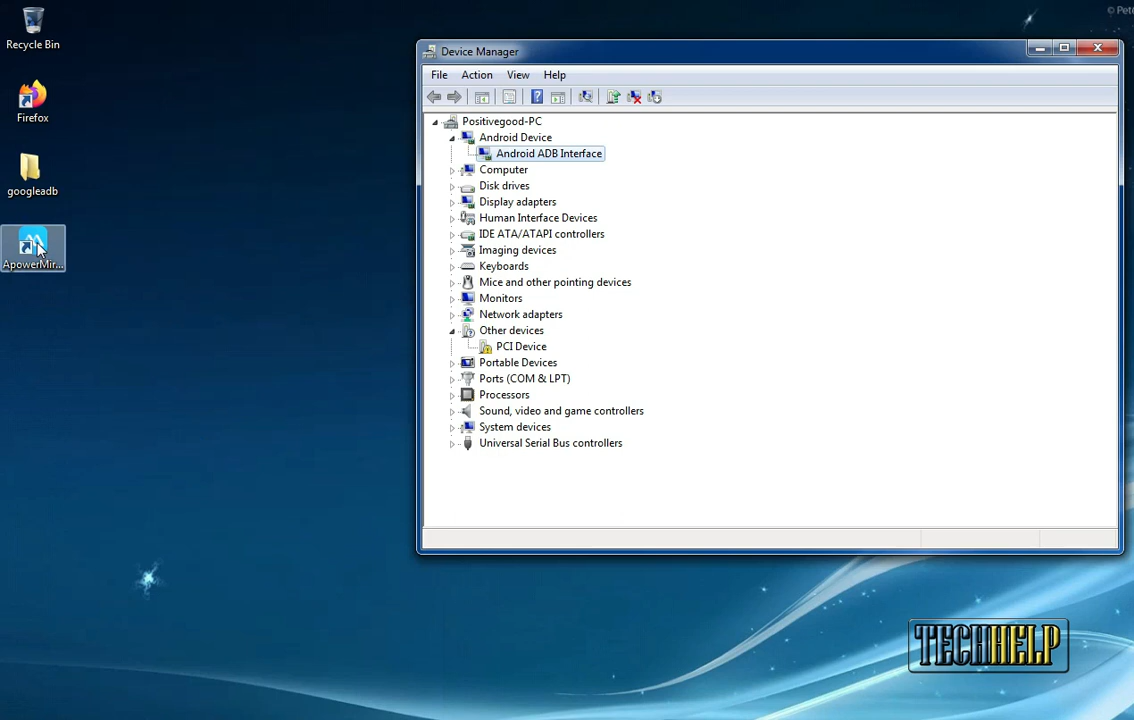 © Pete
Recycle Bin
Firefox
googleadb
ApowerMir...
Device Manager
File Action View Help
Positivegood-PC
Android Device
Android ADB Interface
Computer
Disk drives
Display adapters
Human Interface Devices
IDE ATA/ATAPI controllers
Imaging devices
Keyboards
Mice and other pointing devices
Monitors
Network adapters
Other devices
PCI Device
Portable Devices
Ports (COM & LPT)
Processors
Sound, video and game controllers
System devices
Universal Serial Bus controllers
TECHHELP